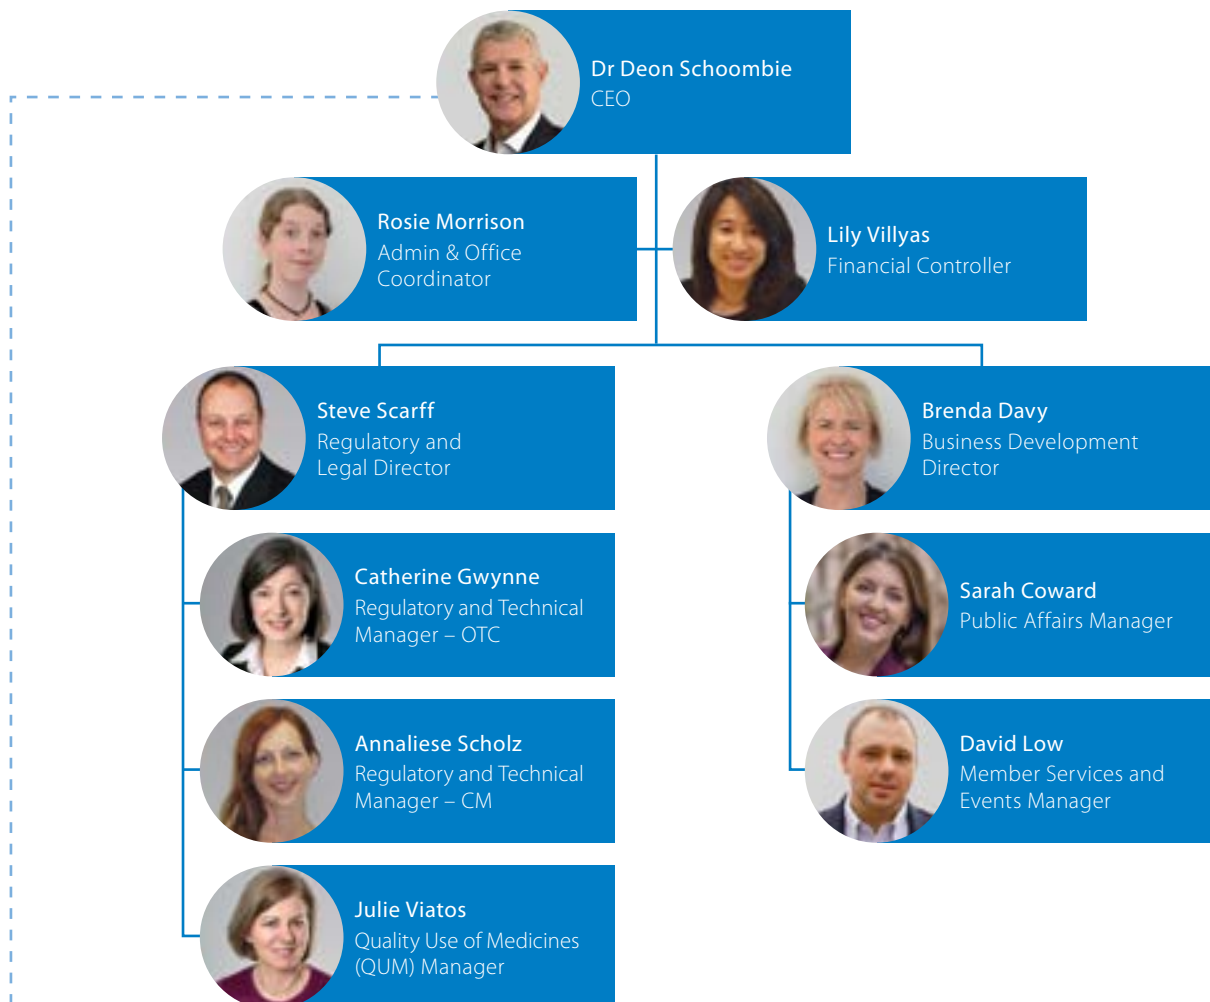 Dr Deon Schoombie
CEO
Rosie Morrison
Admin & Office
Coordinator
Lily Villyas
Financial Controller
Steve Scarff
Regulatory and
Legal Director
Brenda Davy
Business Development
Director
Catherine Gwynne
Regulatory and Technical
Manager – OTC
Sarah Coward
Public Affairs Manager
Annaliese Scholz
Regulatory and Technical
Manager – CM
David Low
Member Services and
Events Manager
Julie Viatos
Quality Use of Medicines
(QUM) Manager